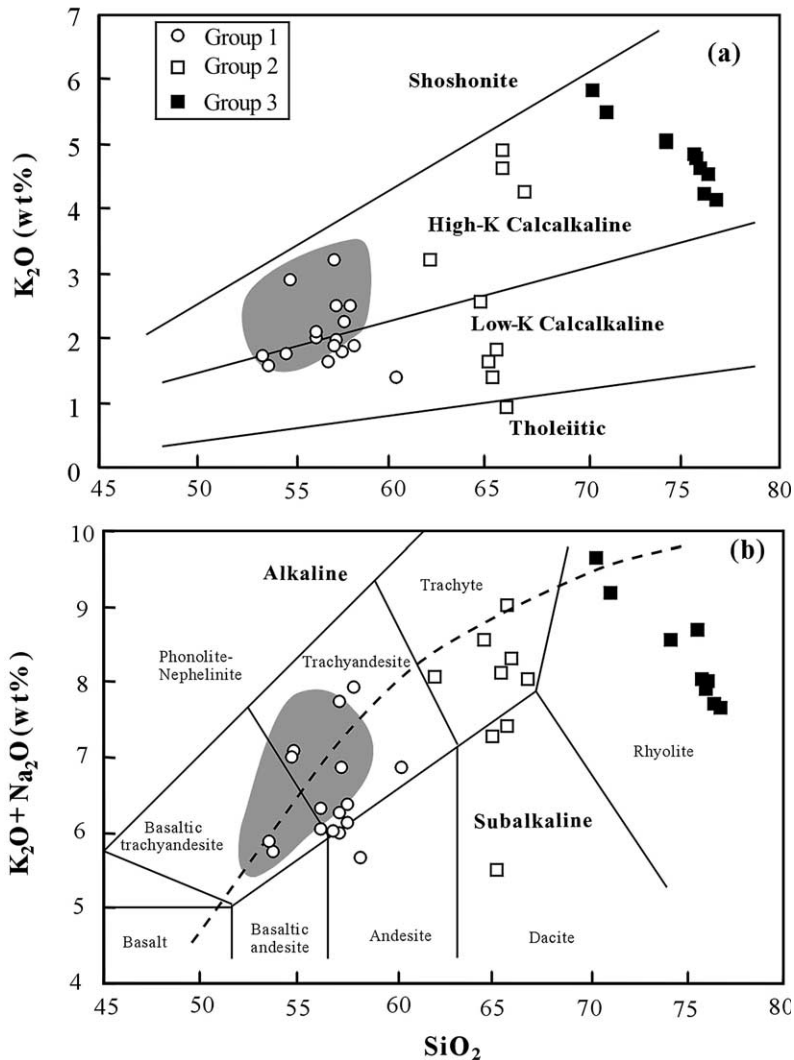 7
6
5
4
3
2
1
0
K₂O (wt%)
Group 1
Group 2
Group 3
(a)
Shoshonite
High-K Calcalkaline
Low-K Calcalkaline
Tholeiitic
45 50 55 60 65 70 75 80
10
9
8
7
6
5
4
K₂O+Na₂O (wt%)
(b)
Alkaline
Trachyte
Phonolite-
Nephelinite
Trachyandesite
Rhyolite
Basaltic
trachyandesite
Subalkaline
Basalt
Basaltic
andesite
Andesite
Dacite
45 50 55 60 65 70 75 80
SiO₂